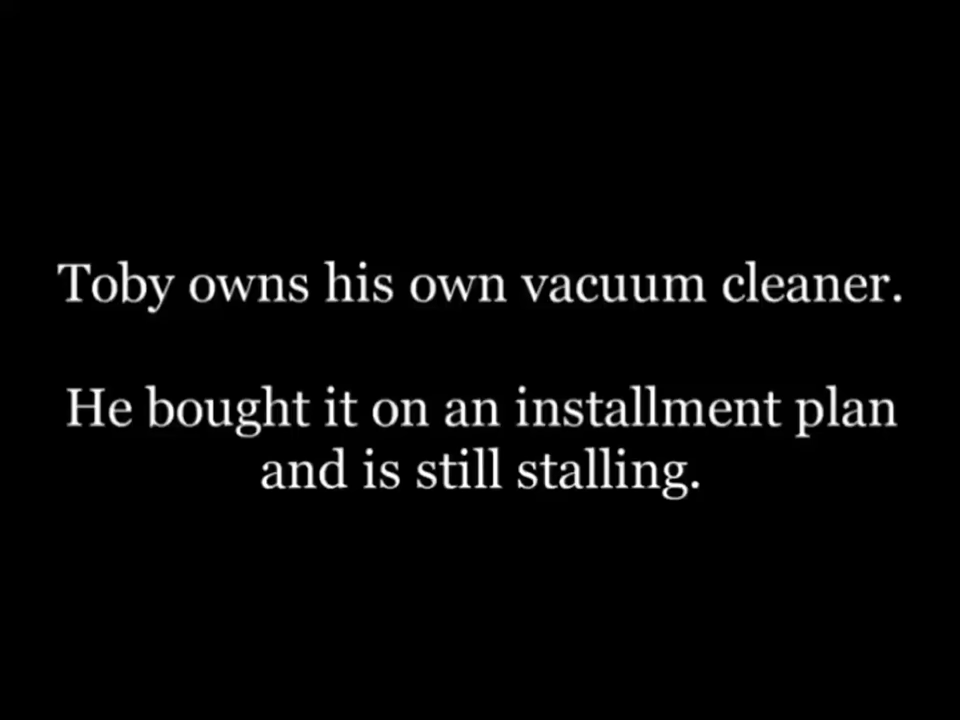 Toby owns his own vacuum cleaner.
He bought it on an installment plan
and is still stalling.